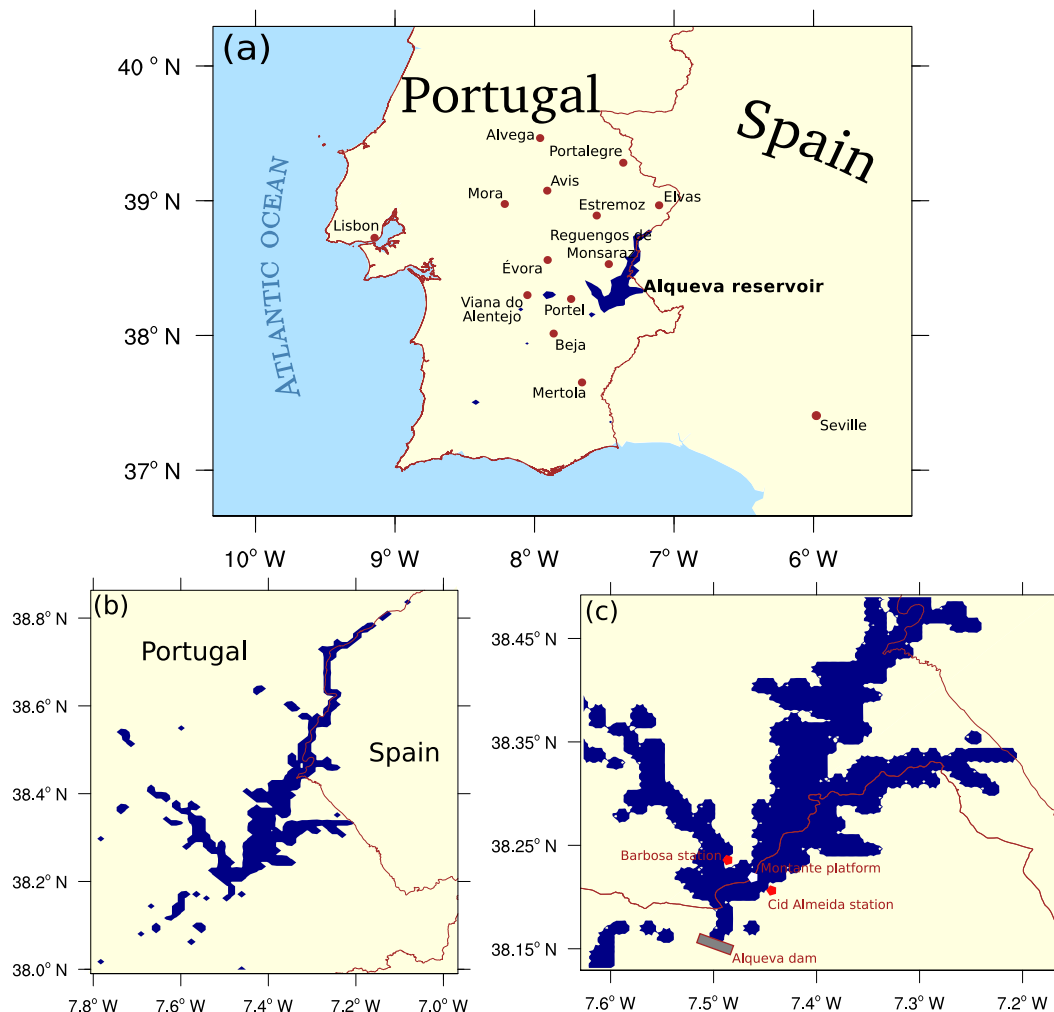 (a)
40° N
39° N
38° N
37° N
10° W
9° W
8° W
7° W
6° W
Portugal
Spain
ATLANTIC OCEAN
Alvega
Portalegre
Avis
Mora
Elvas
Estremoz
Lisbon
Reguengos de
Monsaraz
Évora
Alqueva reservoir
Viana do
Alentejo
Portel
Beja
Mertola
Seville
(b)
38.8° N
38.6° N
38.4° N
38.2° N
38.0° N
7.8° W
7.6° W
7.4° W
7.2° W
7.0° W
Portugal
Spain
(c)
38.45° N
38.35° N
38.25° N
38.15° N
7.6° W
7.5° W
7.4° W
7.3° W
7.2° W
Barbosa station
Montante platform
Cid Almeida station
Alqueva dam